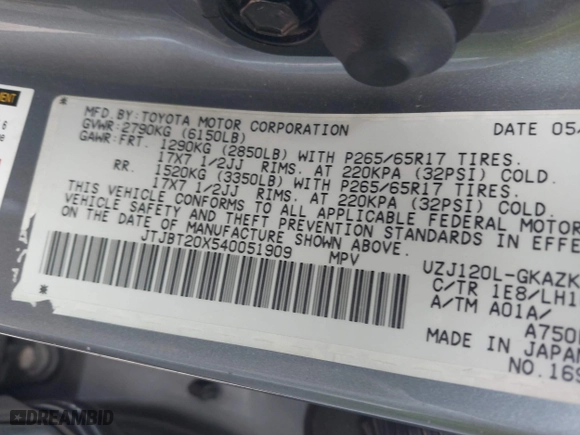 MFD.BY:TOYOTA MOTOR CORPORATION DATE 05/
GVWR:2790KG (6150LB)
GAWR:FRT. 1290KG (2850LB) WITH P265/65R17 TIRES.
17X7 1/2JJ RIMS. AT 220KPA (32PSI) COLD.
RR. 1520KG (3350LB) WITH P265/65R17 TIRES.
17X7 1/2JJ RIMS. AT 220KPA (32PSI) COLD.
THIS VEHICLE CONFORMS TO ALL APPLICABLE FEDERAL MOTOR
VEHICLE SAFETY AND THEFT PREVENTION STANDARDS IN EFFE
ON THE DATE OF MANUFACTURE SHOWN ABOVE.
JTJBT20X540051909 MPV
UZJ120L-GKAZK
C/TR 1E8/LH1
A/TM A01A/
A750
MADE IN JAPAN
NO.169
6
DREAMBID